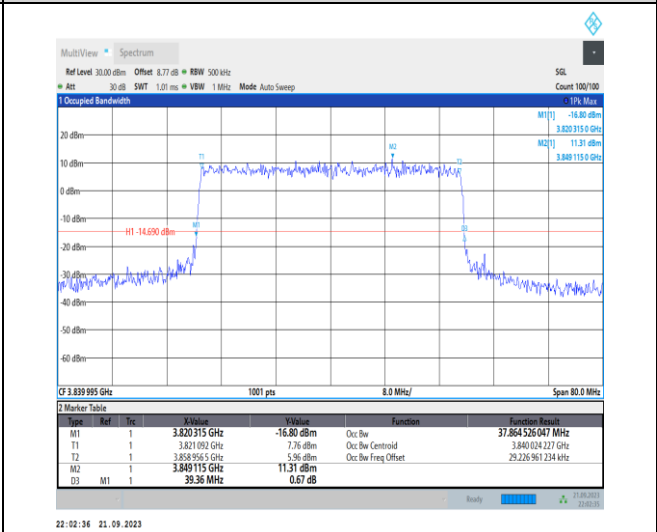 MultiView Spectrum
Ref Level 30.00 dBm Offset 8.77 dB RBW 500 kHz SGL
Att 30 dB SWT 1.01 ms VBW 1 MHz Mode Auto Sweep Count 100/100
1 Occupied Bandwidth 1Pk Max
M1[1] -16.80 dBm
3.820 315 0 GHz
M2[1] 11.31 dBm
3.849 115 0 GHz
20 dBm
M2
T1
T2
10 dBm
0 dBm
-10 dBm
M1
D3
H1 -14.690 dBm
-20 dBm
-30 dBm
-40 dBm
-50 dBm
-60 dBm
CF 3.839 995 GHz 1001 pts 8.0 MHz/ Span 80.0 MHz
2 Marker Table
Type Ref Trc X-Value Y-Value Function Function Result
M1 1 3.820315 GHz -16.80 dBm Occ Bw 37.864 526 047 MHz
T1 1 3.821 092 GHz 7.76 dBm Occ Bw Centroid 3.840 024 227 GHz
T2 1 3.858 956 5 GHz 5.96 dBm Occ Bw Freq Offset 29.226 961 234 kHz
M2 1 3.849115 GHz 11.31 dBm
D3 M1 1 39.36 MHz 0.67 dB
Ready 21.09.2023
22:02:35
22:02:36 21.09.2023